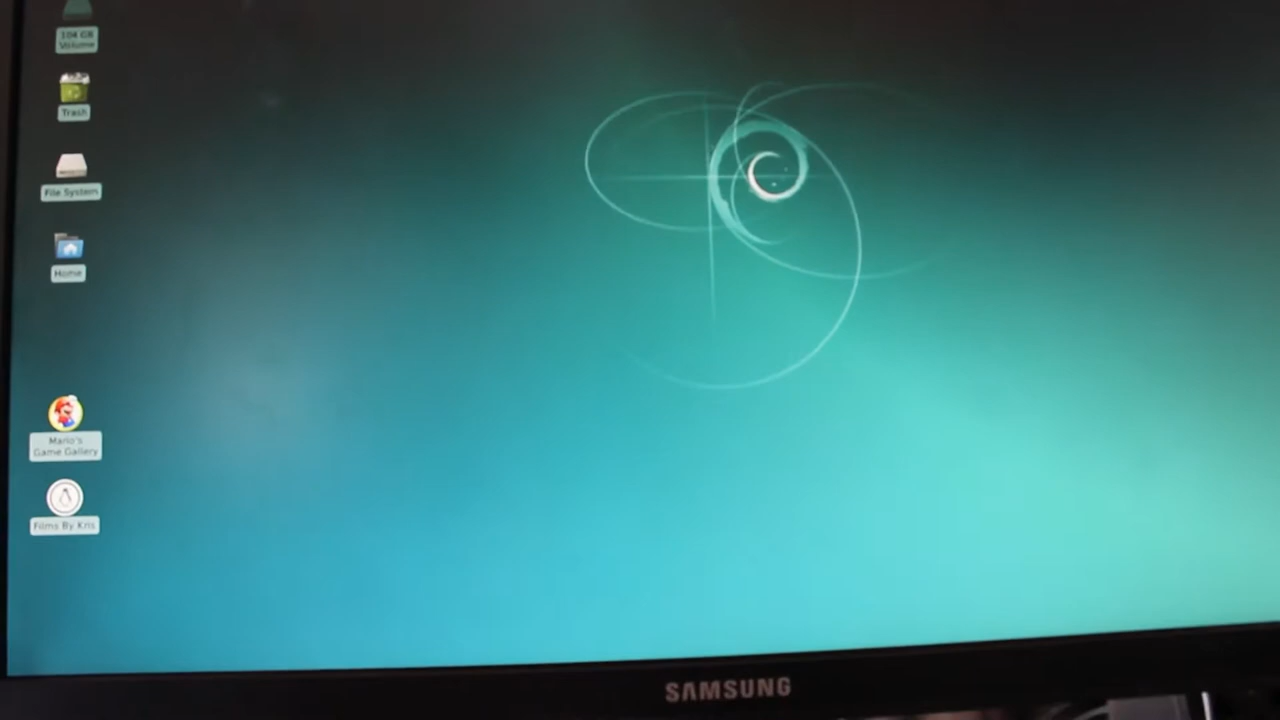 104 GB
Volume
Trash
File System
Home
Mario's
Game Gallery
Films By Kris
SAMSUNG